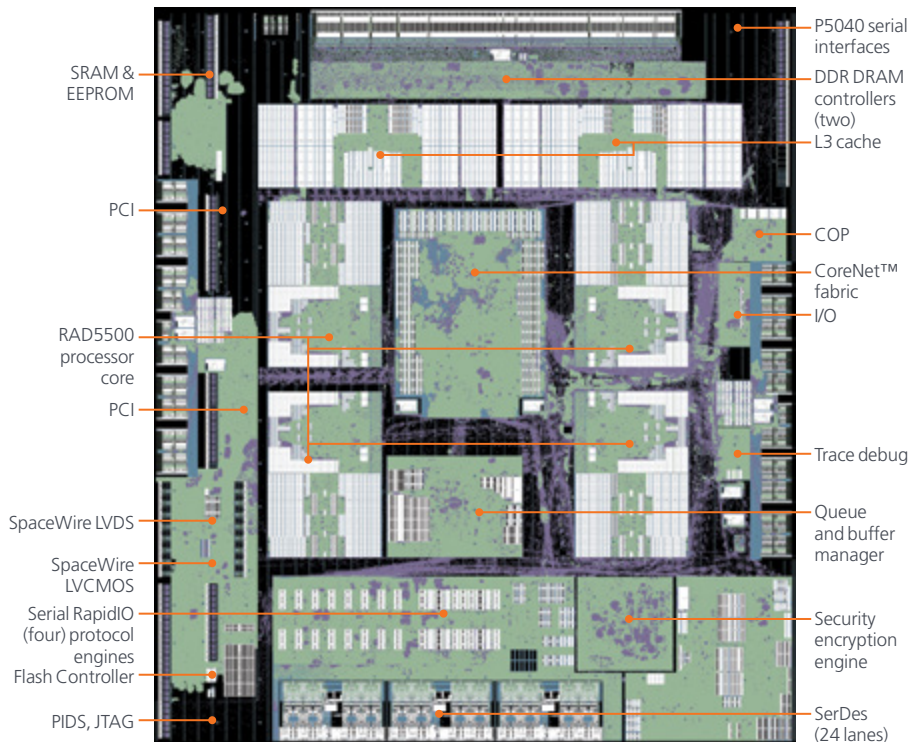 SRAM &
EEPROM
PCI
RAD5500
processor
core
PCI
SpaceWire LVDS
SpaceWire
LVCMOS
Serial RapidIO
(four) protocol
engines
Flash Controller
PIDS, JTAG
P5040 serial
interfaces
DDR DRAM
controllers
(two)
L3 cache
COP
CoreNet™
fabric
I/O
Trace debug
Queue
and buffer
manager
Security
encryption
engine
SerDes
(24 lanes)